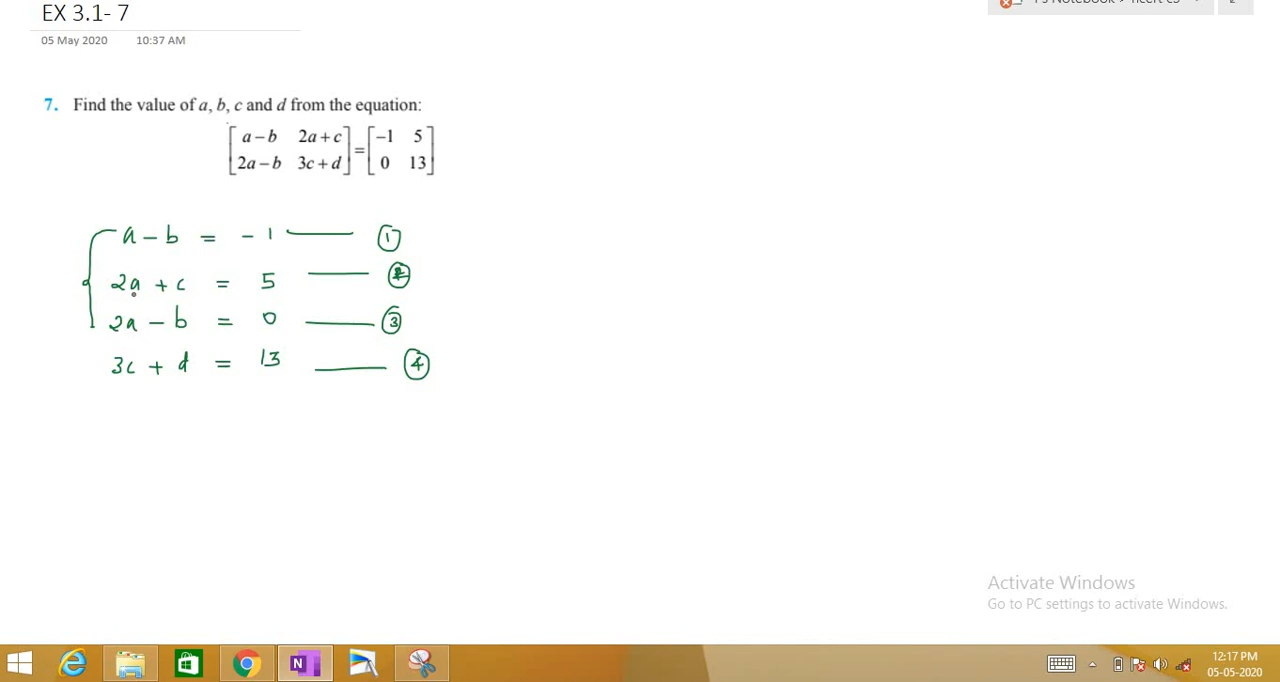 EX 3.1- 7
05 May 2020 10:37 AM
7. Find the value of a, b, c and d from the equation:
[a – b 2a + c] = [–1 5]
[2a – b 3c + d] [0 13]
a – b = – 1 —— ①
2a + c = 5 —— ②
2a – b = 0 —— ③
3c + d = 13 —— ④
Activate Windows
Go to PC settings to activate Windows.
12:17 PM
05-05-2020